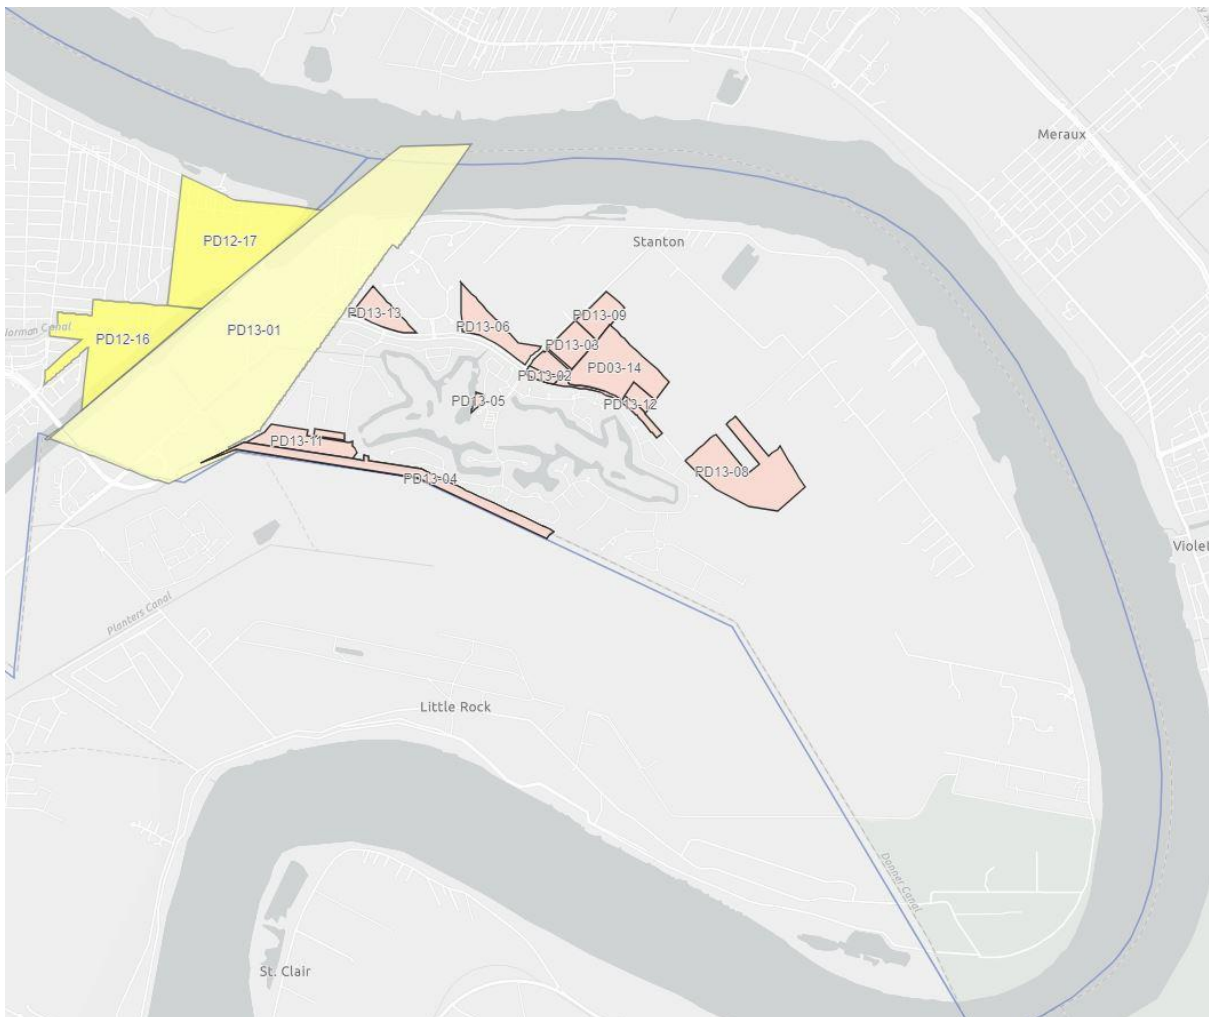 Meraux
PD12-17
Stanton
PD13-13
PD13-09
PD13-06
PD13-01
PD12-16
PD13-03
PD03-14
PD13-02
PD13-05
PD13-12
PD13-11
PD13-08
PD13-04
Violet
Planters Canal
Little Rock
Donner Canal
St. Clair